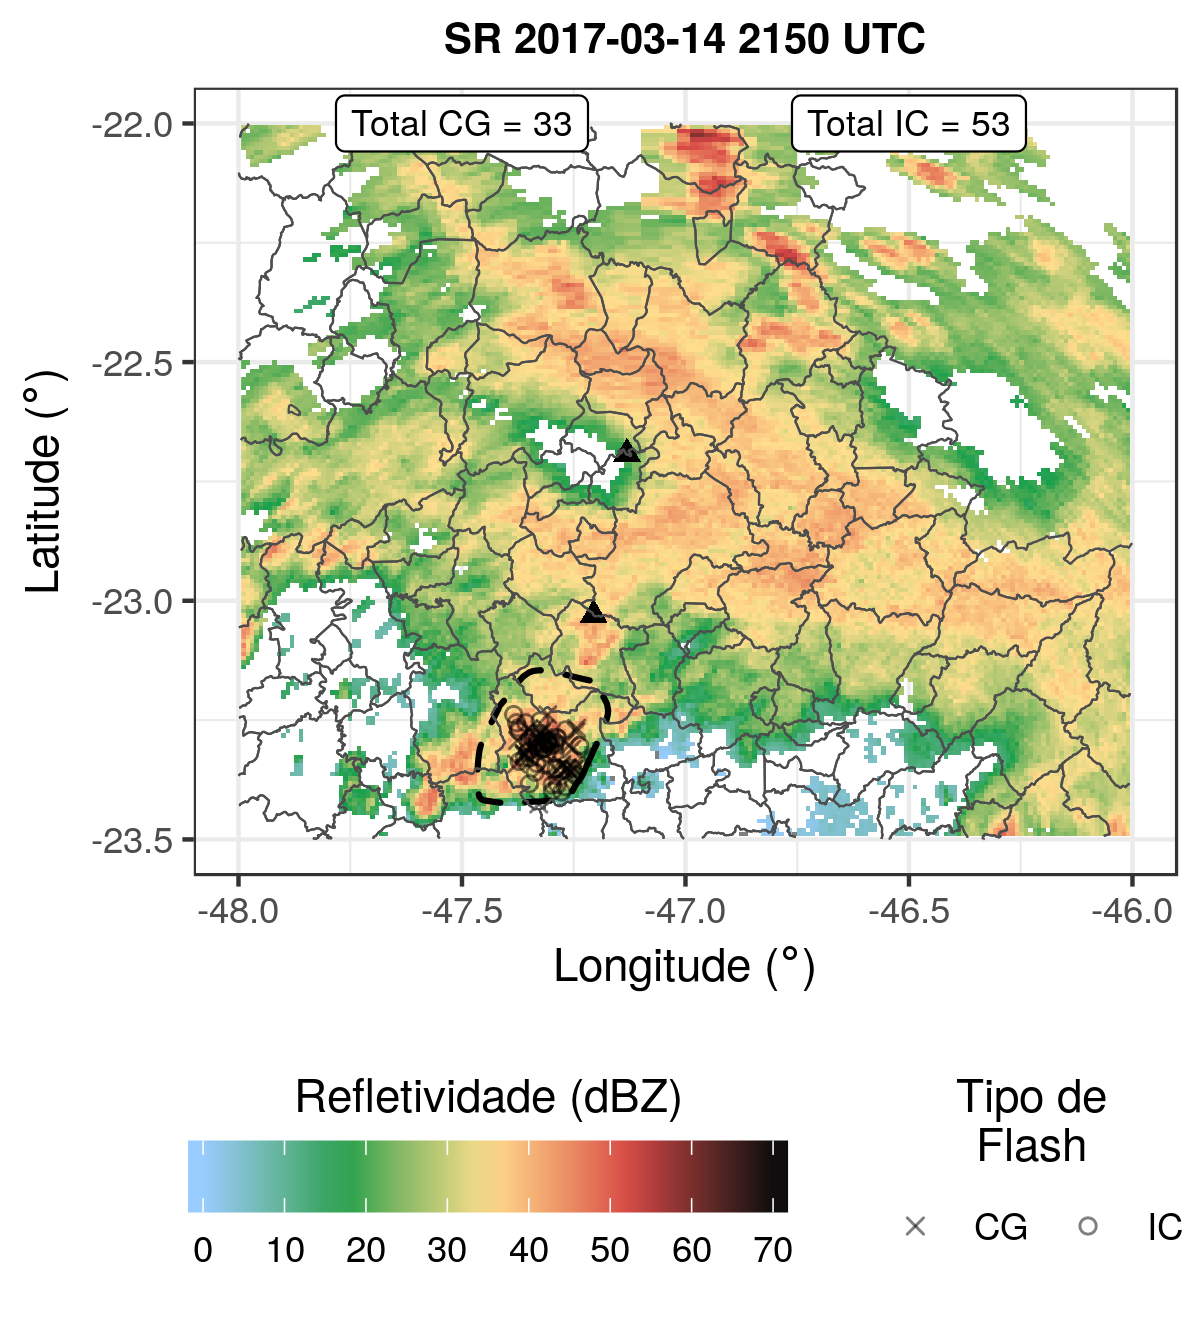 SR 2017-03-14 2150 UTC
Total CG = 33
Total IC = 53
Latitude (°)
-22.0
-22.5
-23.0
-23.5
-48.0
-47.5
-47.0
-46.5
-46.0
Longitude (°)
Refletividade (dBZ)
0 10 20 30 40 50 60 70
Tipo de
Flash
CG
IC